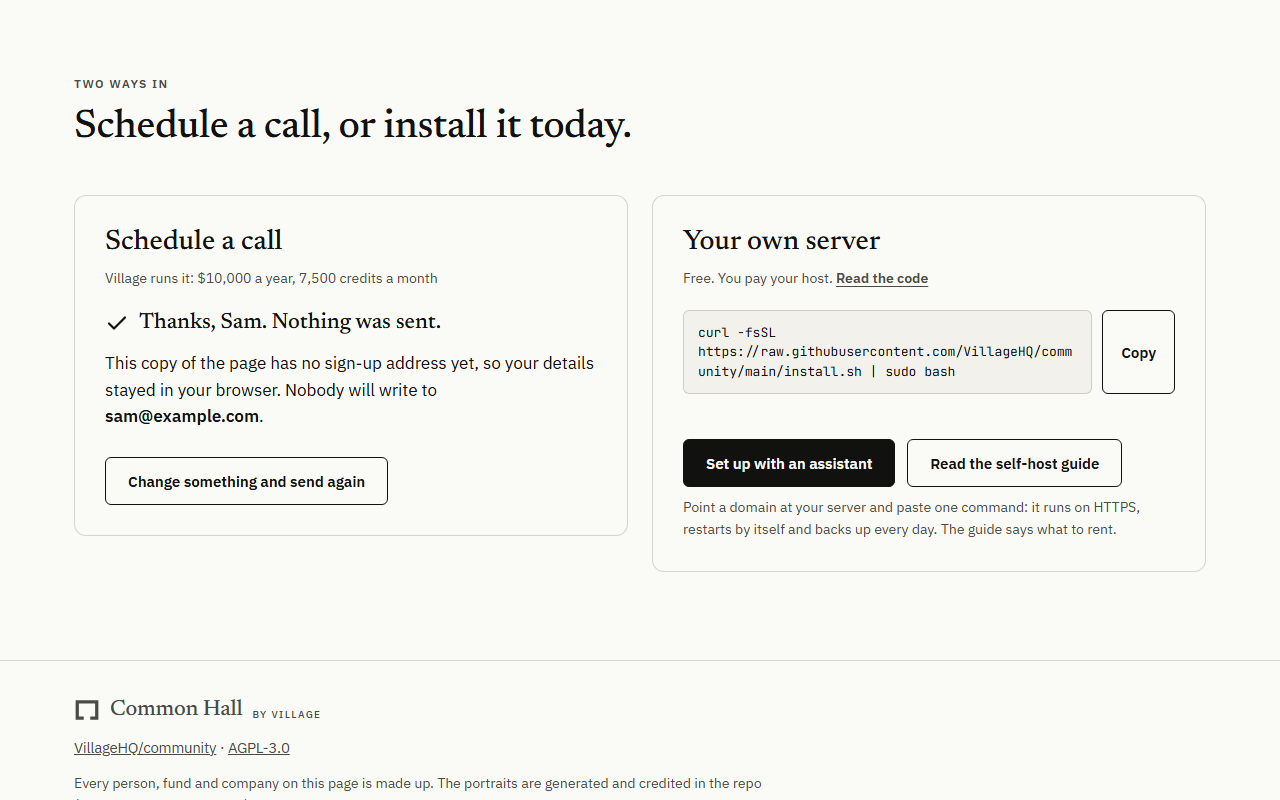 TWO WAYS IN
Schedule a call, or install it today.
Schedule a call
Village runs it: $10,000 a year, 7,500 credits a month
Thanks, Sam. Nothing was sent.
This copy of the page has no sign-up address yet, so your details
stayed in your browser. Nobody will write to
sam@example.com.
Change something and send again
Your own server
Free. You pay your host. Read the code
curl -fsSL
https://raw.githubusercontent.com/VillageHQ/comm
unity/main/install.sh | sudo bash
Copy
Set up with an assistant
Read the self-host guide
Point a domain at your server and paste one command: it runs on HTTPS,
restarts by itself and backs up every day. The guide says what to rent.
Common Hall BY VILLAGE
VillageHQ/community · AGPL-3.0
Every person, fund and company on this page is made up. The portraits are generated and credited in the repo